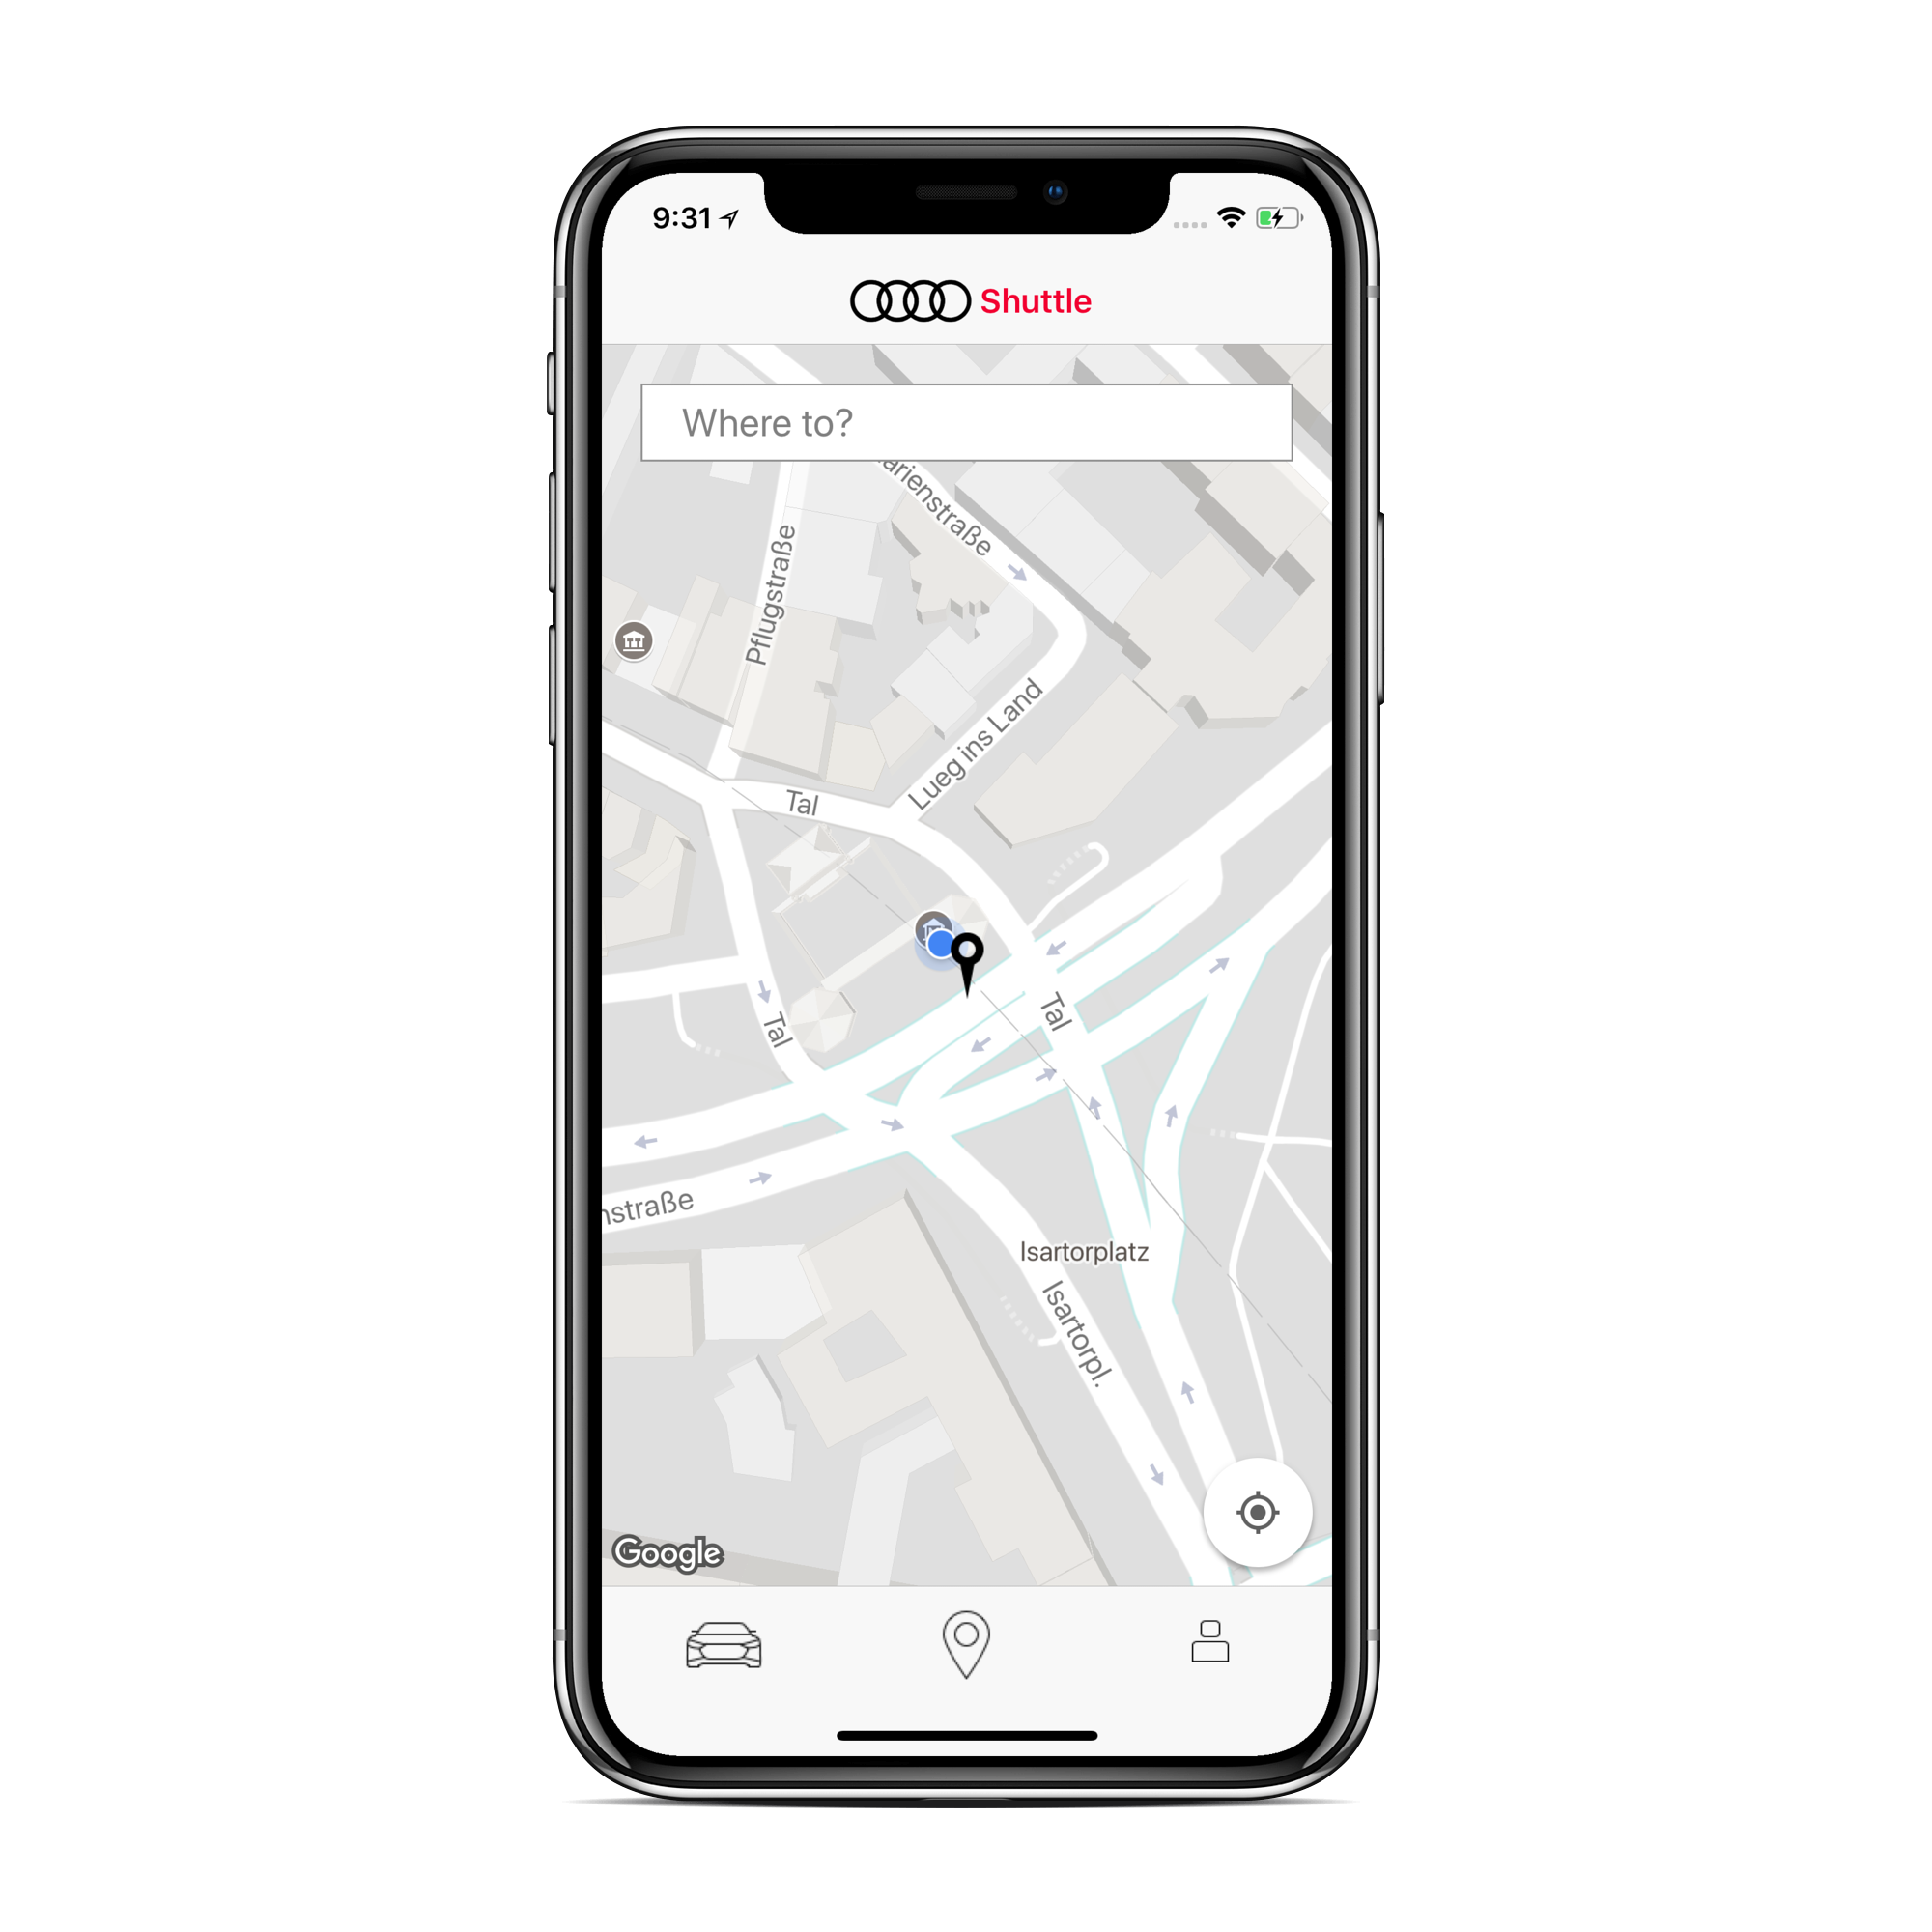 9:31
Shuttle
Where to?
arienstraße
Pflugstraße
Lueg ins Land
Tal
Tal
Tal
nstraße
Isartorplatz
Isartorpl.
Google